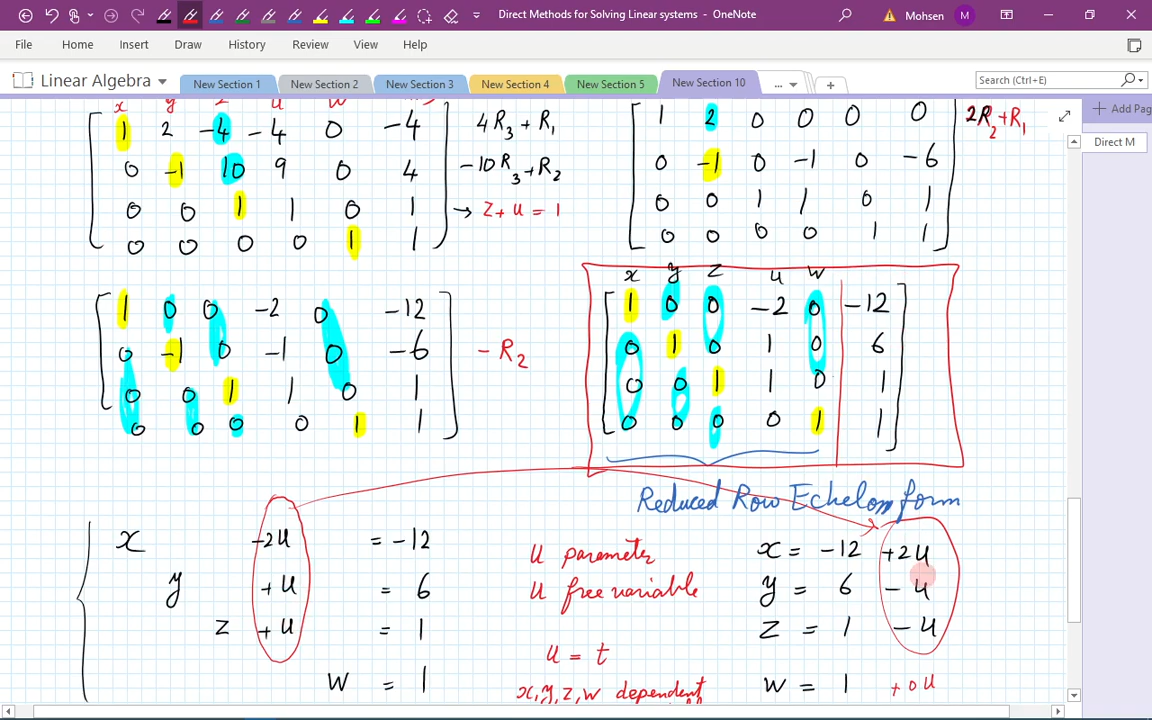 Direct Methods for Solving Linear systems - OneNote
Mohsen M
File Home Insert Draw History Review View Help
Linear Algebra New Section 1 New Section 2 New Section 3 New Section 4 New Section 5 New Section 10 ... + Search (Ctrl+E)
Add Pag
Direct M
x y u w
1 2 -4 -4 0 -4 4R3 + R1
0 -1 10 9 0 4 -10R3 + R2
0 0 1 1 0 1 → z + u = 1
0 0 0 0 1 1
1 2 0 0 0 0 2R2 + R1
0 -1 0 -1 0 -6
0 0 1 1 0 1
0 0 0 0 1 1
1 0 0 -2 0 -12
0 -1 0 -1 0 -6 - R2
0 0 1 1 0 1
0 0 0 0 1 1
x y z u w
1 0 0 -2 0 -12
0 1 0 1 0 6
0 0 1 1 0 1
0 0 0 0 1 1
Reduced Row Echelon form
x -2u = -12
y +u = 6
z +u = 1
w = 1
u parameter
u free variable
u = t
x, y, z, w dependent
x = -12 +2u
y = 6 - u
z = 1 - u
w = 1 + 0u